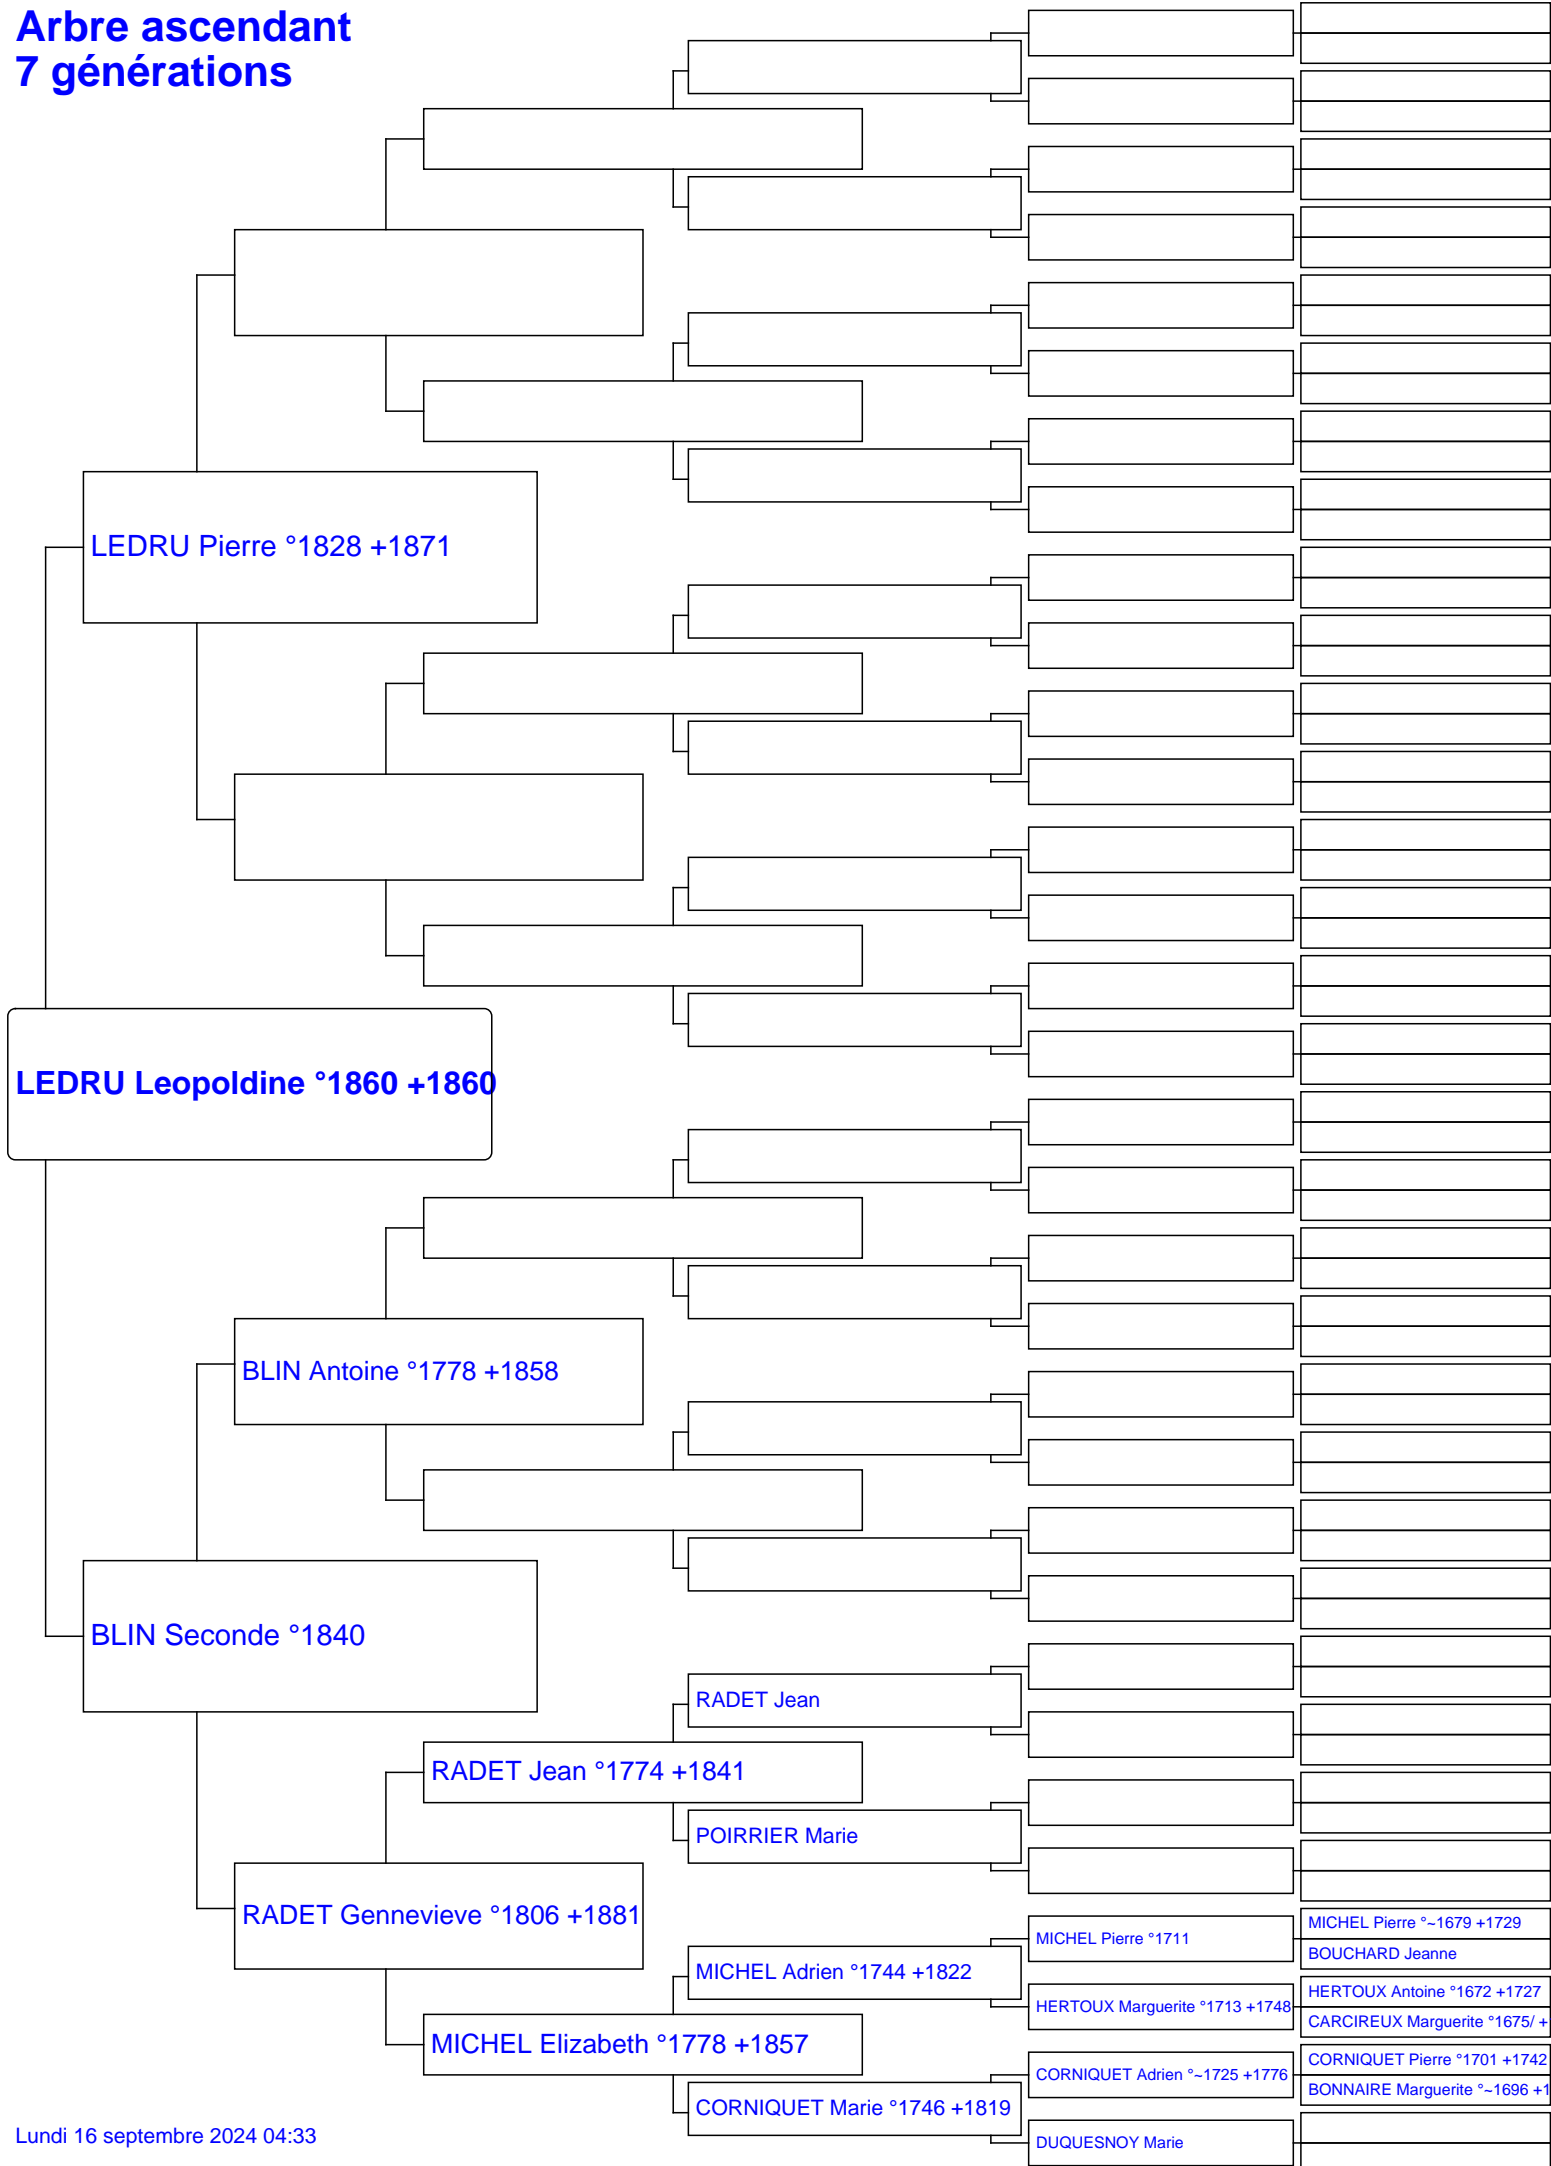 Arbre ascendant
7 générations
LEDRU Pierre °1828 +1871
LEDRU Leopoldine °1860 +1860
BLIN Antoine °1778 +1858
BLIN Seconde °1840
RADET Jean
RADET Jean °1774 +1841
POIRRIER Marie
RADET Gennevieve °1806 +1881
MICHEL Pierre °~1679 +1729
MICHEL Pierre °1711
BOUCHARD Jeanne
MICHEL Adrien °1744 +1822
HERTOUX Antoine °1672 +1727
HERTOUX Marguerite °1713 +1748
CARCIREUX Marguerite °1675/ +
MICHEL Elizabeth °1778 +1857
CORNIQUET Pierre °1701 +1742
CORNIQUET Adrien °~1725 +1776
BONNAIRE Marguerite °~1696 +1
CORNIQUET Marie °1746 +1819
DUQUESNOY Marie
Lundi 16 septembre 2024 04:33